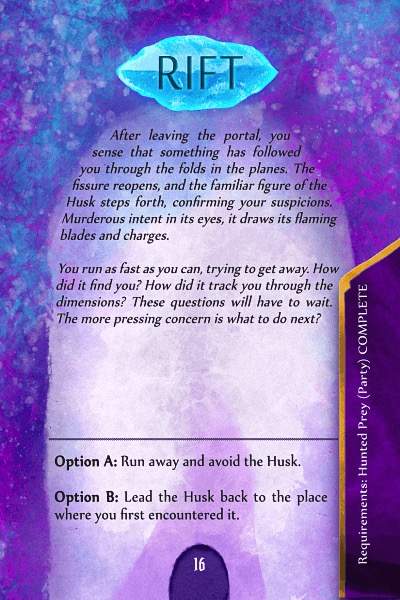 RIFT
After leaving the portal, you
sense that something has followed
you through the folds in the planes. The
fissure reopens, and the familiar figure of the
Husk steps forth, confirming your suspicions.
Murderous intent in its eyes, it draws its flaming
blades and charges.
You run as fast as you can, trying to get away. How
did it find you? How did it track you through the
dimensions? These questions will have to wait.
The more pressing concern is what to do next?
Option A: Run away and avoid the Husk.
Option B: Lead the Husk back to the place
where you first encountered it.
16
Requirements: Hunted Prey (Party) COMPLETE